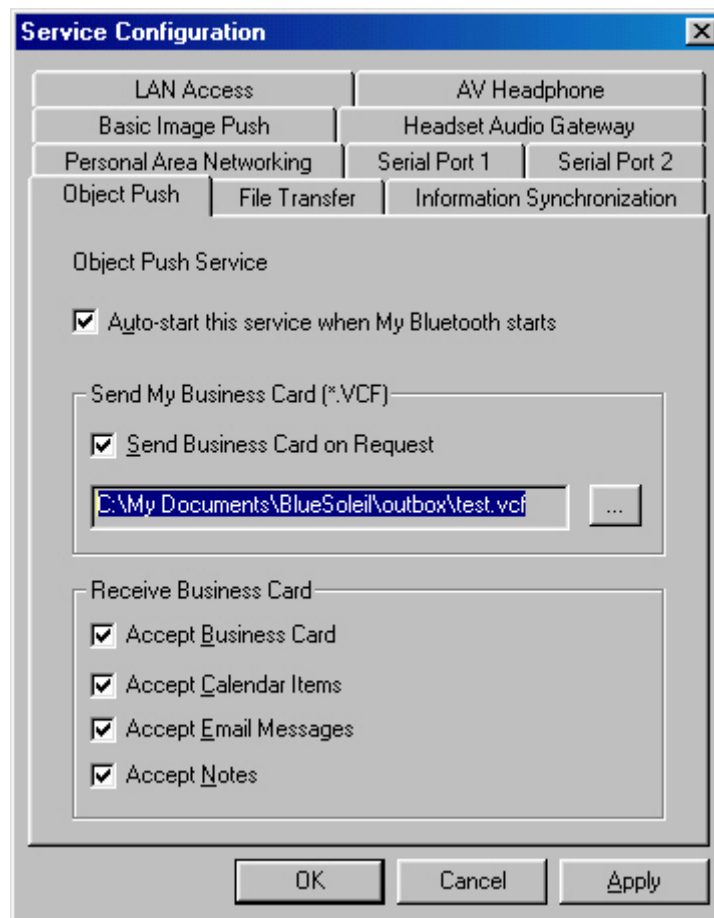 Service Configuration
LAN Access
AV Headphone
Basic Image Push
Headset Audio Gateway
Personal Area Networking
Serial Port 1
Serial Port 2
Object Push
File Transfer
Information Synchronization
Object Push Service
Auto-start this service when My Bluetooth starts
Send My Business Card (*.VCF)
Send Business Card on Request
C:\My Documents\BlueSoleil\outbox\test.vcf
...
Receive Business Card
Accept Business Card
Accept Calendar Items
Accept Email Messages
Accept Notes
OK
Cancel
Apply